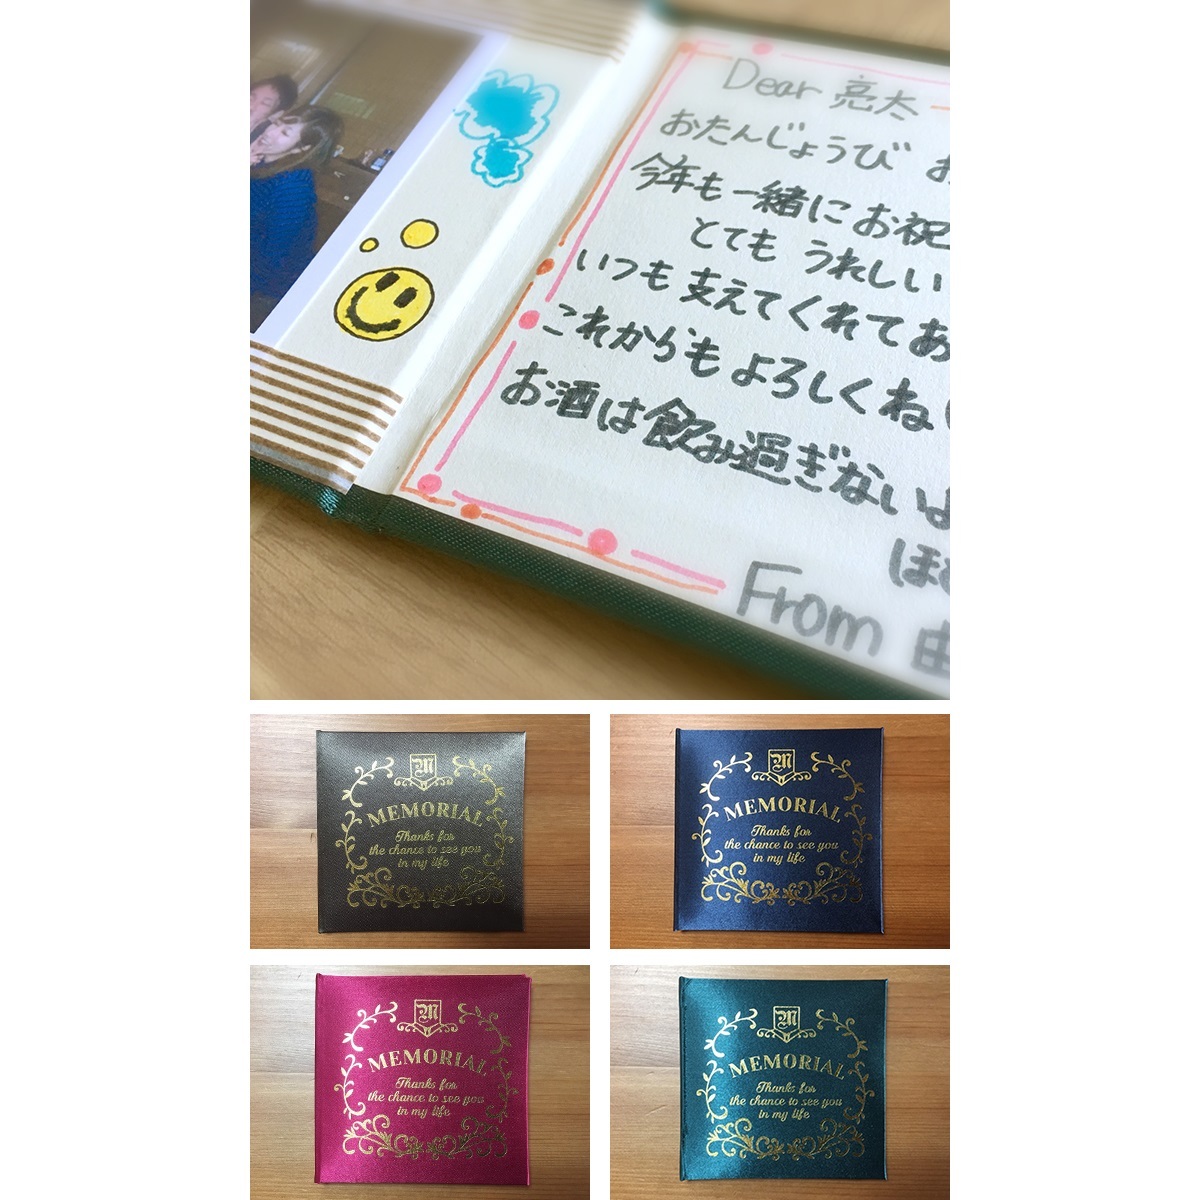 Dear 亮太
おたんじょうび お
今年も一緒にお祝
とても うれしい
いつも 支えてくれてあ
これからもよろしくね
お酒は飲み過ぎないよ
From 由
M
MEMORIAL
Thanks for
the chance to see you
in my life
M
MEMORIAL
Thanks for
the chance to see you
in my life
M
MEMORIAL
Thanks for
the chance to see you
in my life
M
MEMORIAL
Thanks for
the chance to see you
in my life